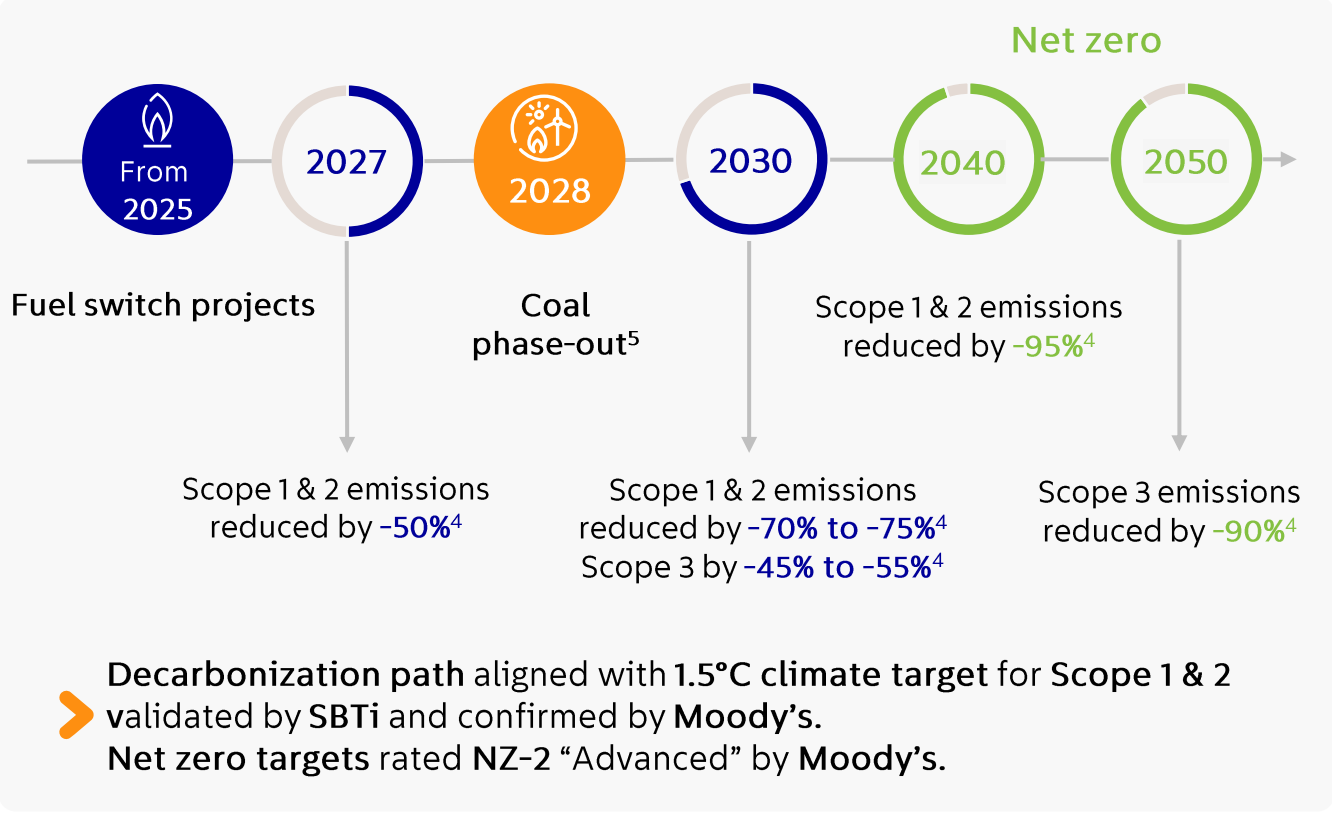 Net zero
From
2025
2027
2028
2030
2040
2050
Fuel switch projects
Coal
phase-out⁵
Scope 1 & 2 emissions
reduced by -95%⁴
Scope 1 & 2 emissions
reduced by -50%⁴
Scope 1 & 2 emissions
reduced by -70% to -75%⁴
Scope 3 by -45% to -55%⁴
Scope 3 emissions
reduced by -90%⁴
Decarbonization path aligned with 1.5°C climate target for Scope 1 & 2
validated by SBTi and confirmed by Moody’s.
Net zero targets rated NZ-2 “Advanced” by Moody’s.